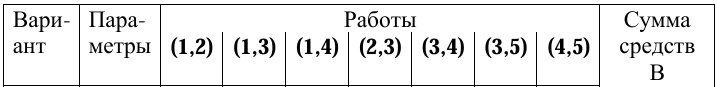 Вари- Пара- Работы Сумма
ант метры (1,2) (1,3) (1,4) (2,3) (3,4) (3,5) (4,5) средств
В